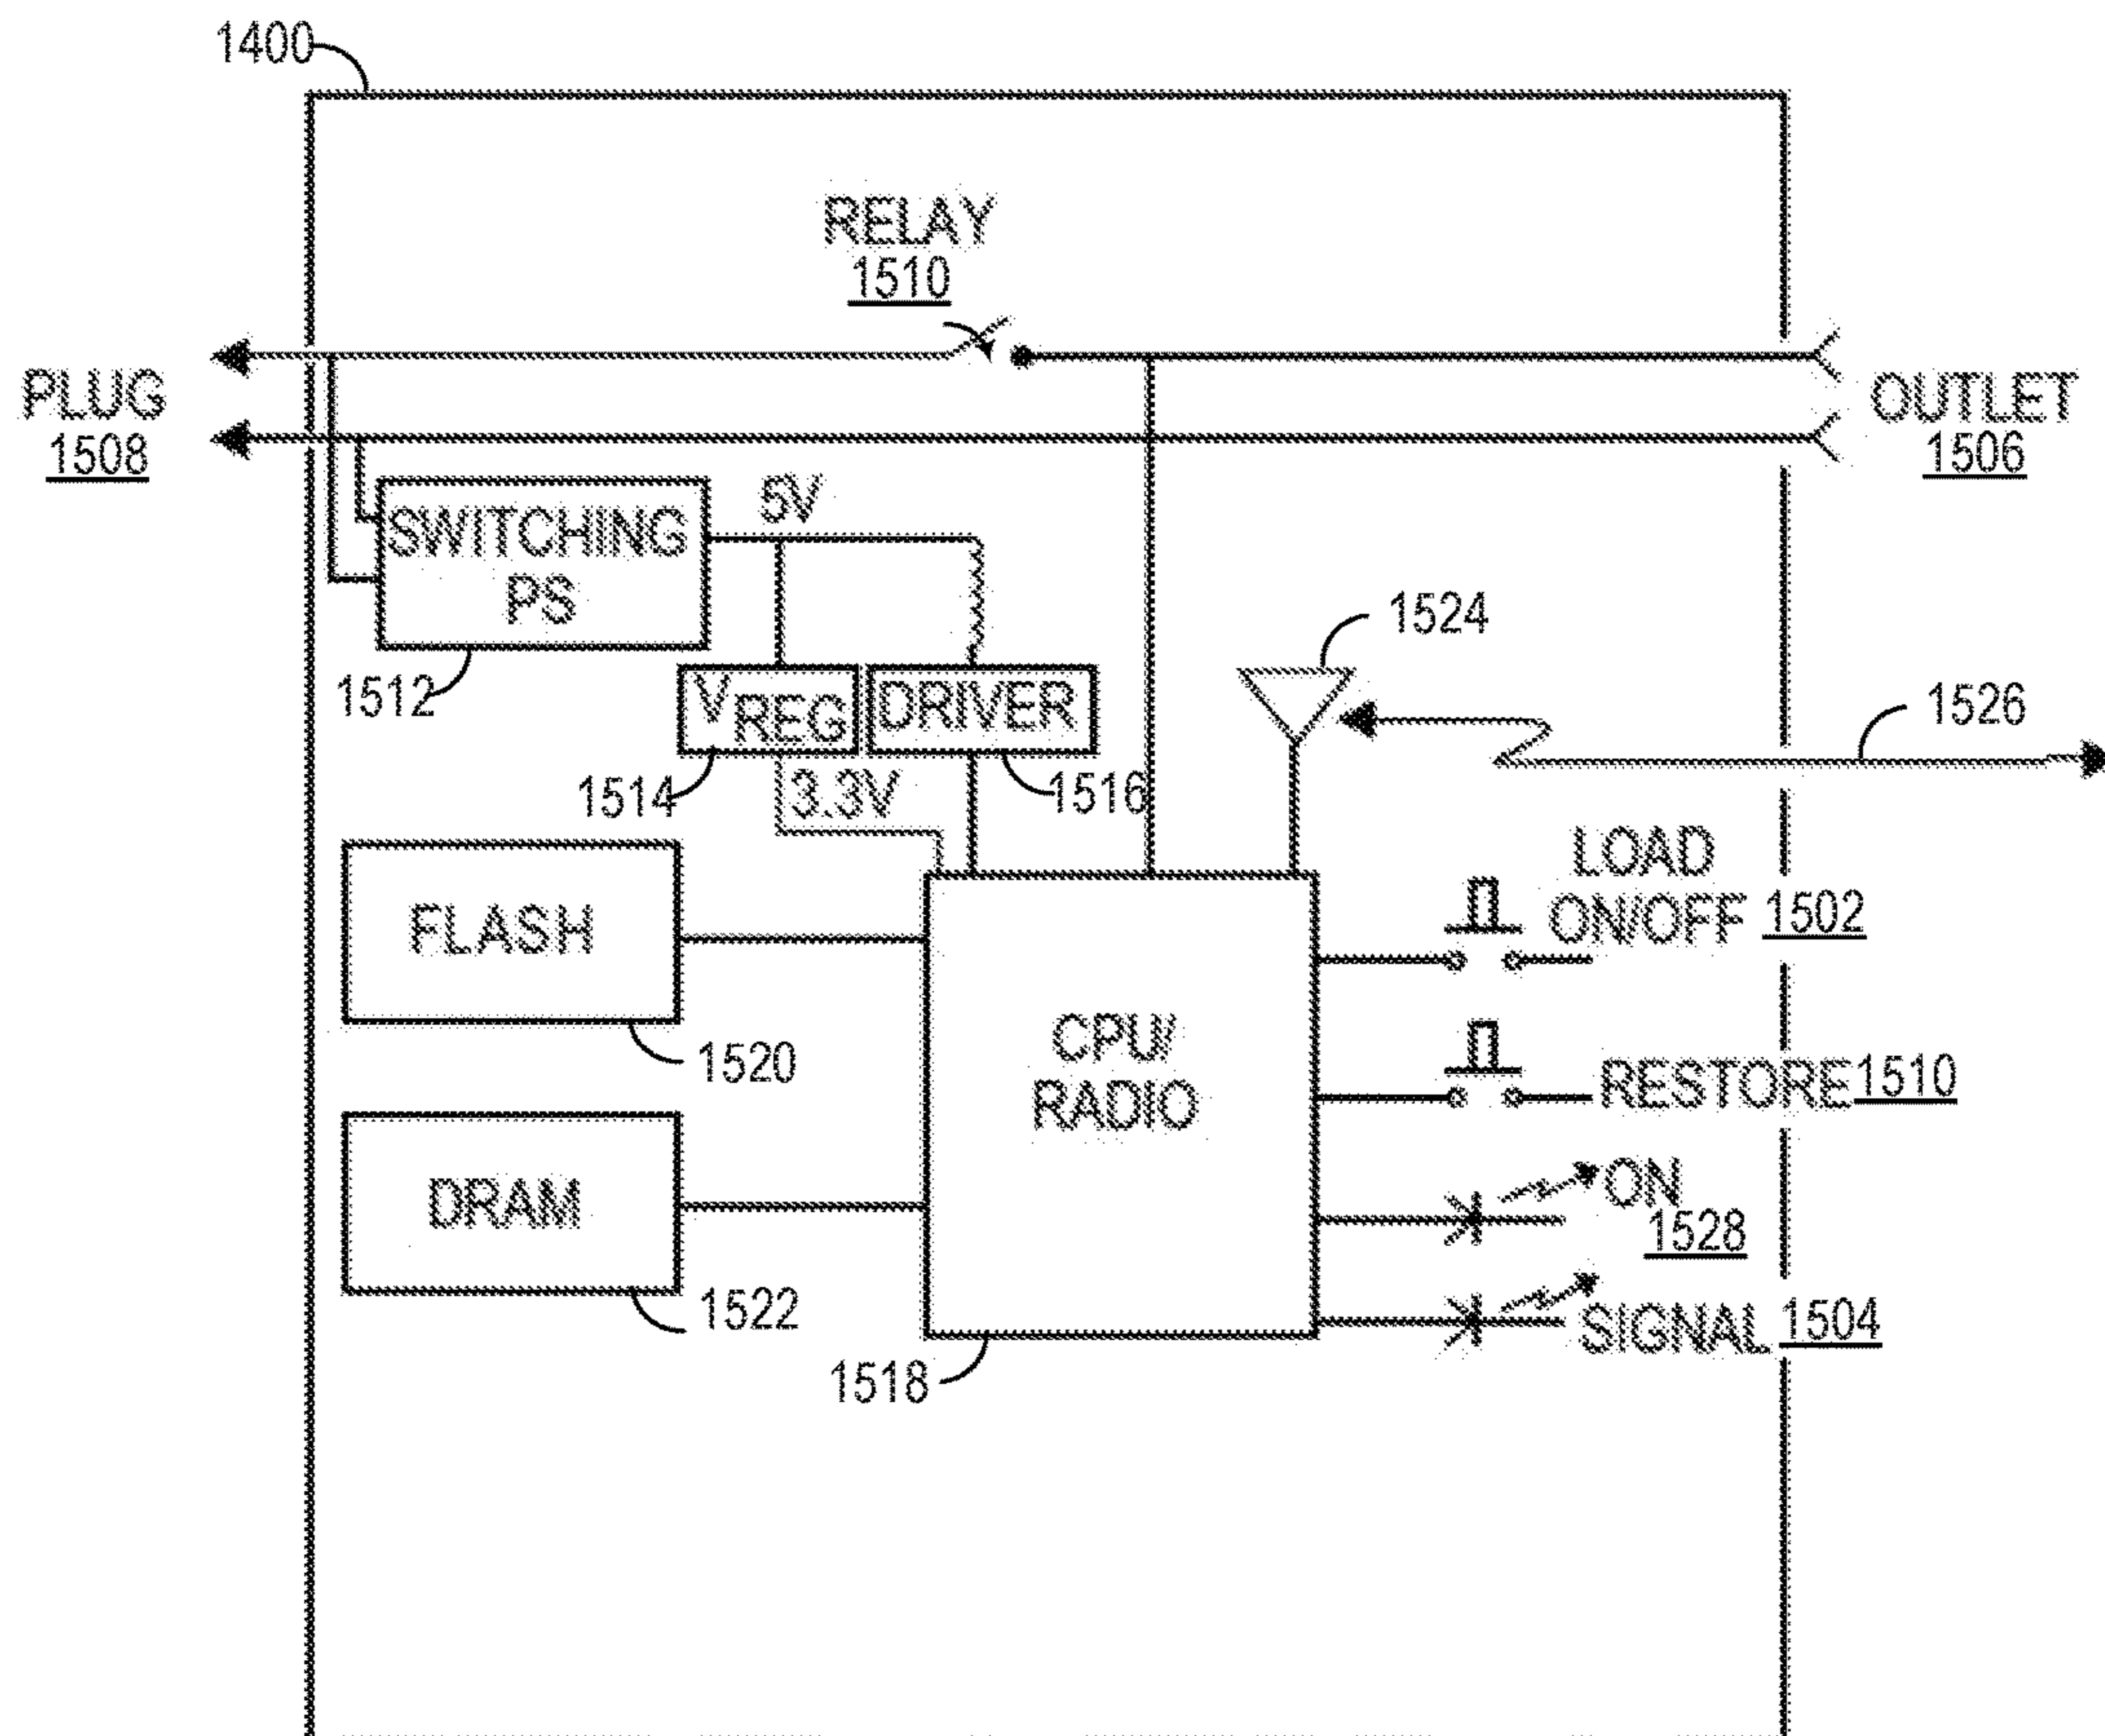 1400
RELAY
1510
PLUG
1508
OUTLET
1506
5V
SWITCHING
PS
1512
1524
VREG
DRIVER
1526
1514
3.3V
1516
LOAD
ON/OFF 1502
FLASH
1520
CPU/
RADIO
RESTORE 1510
DRAM
1522
ON
1528
SIGNAL 1504
1518